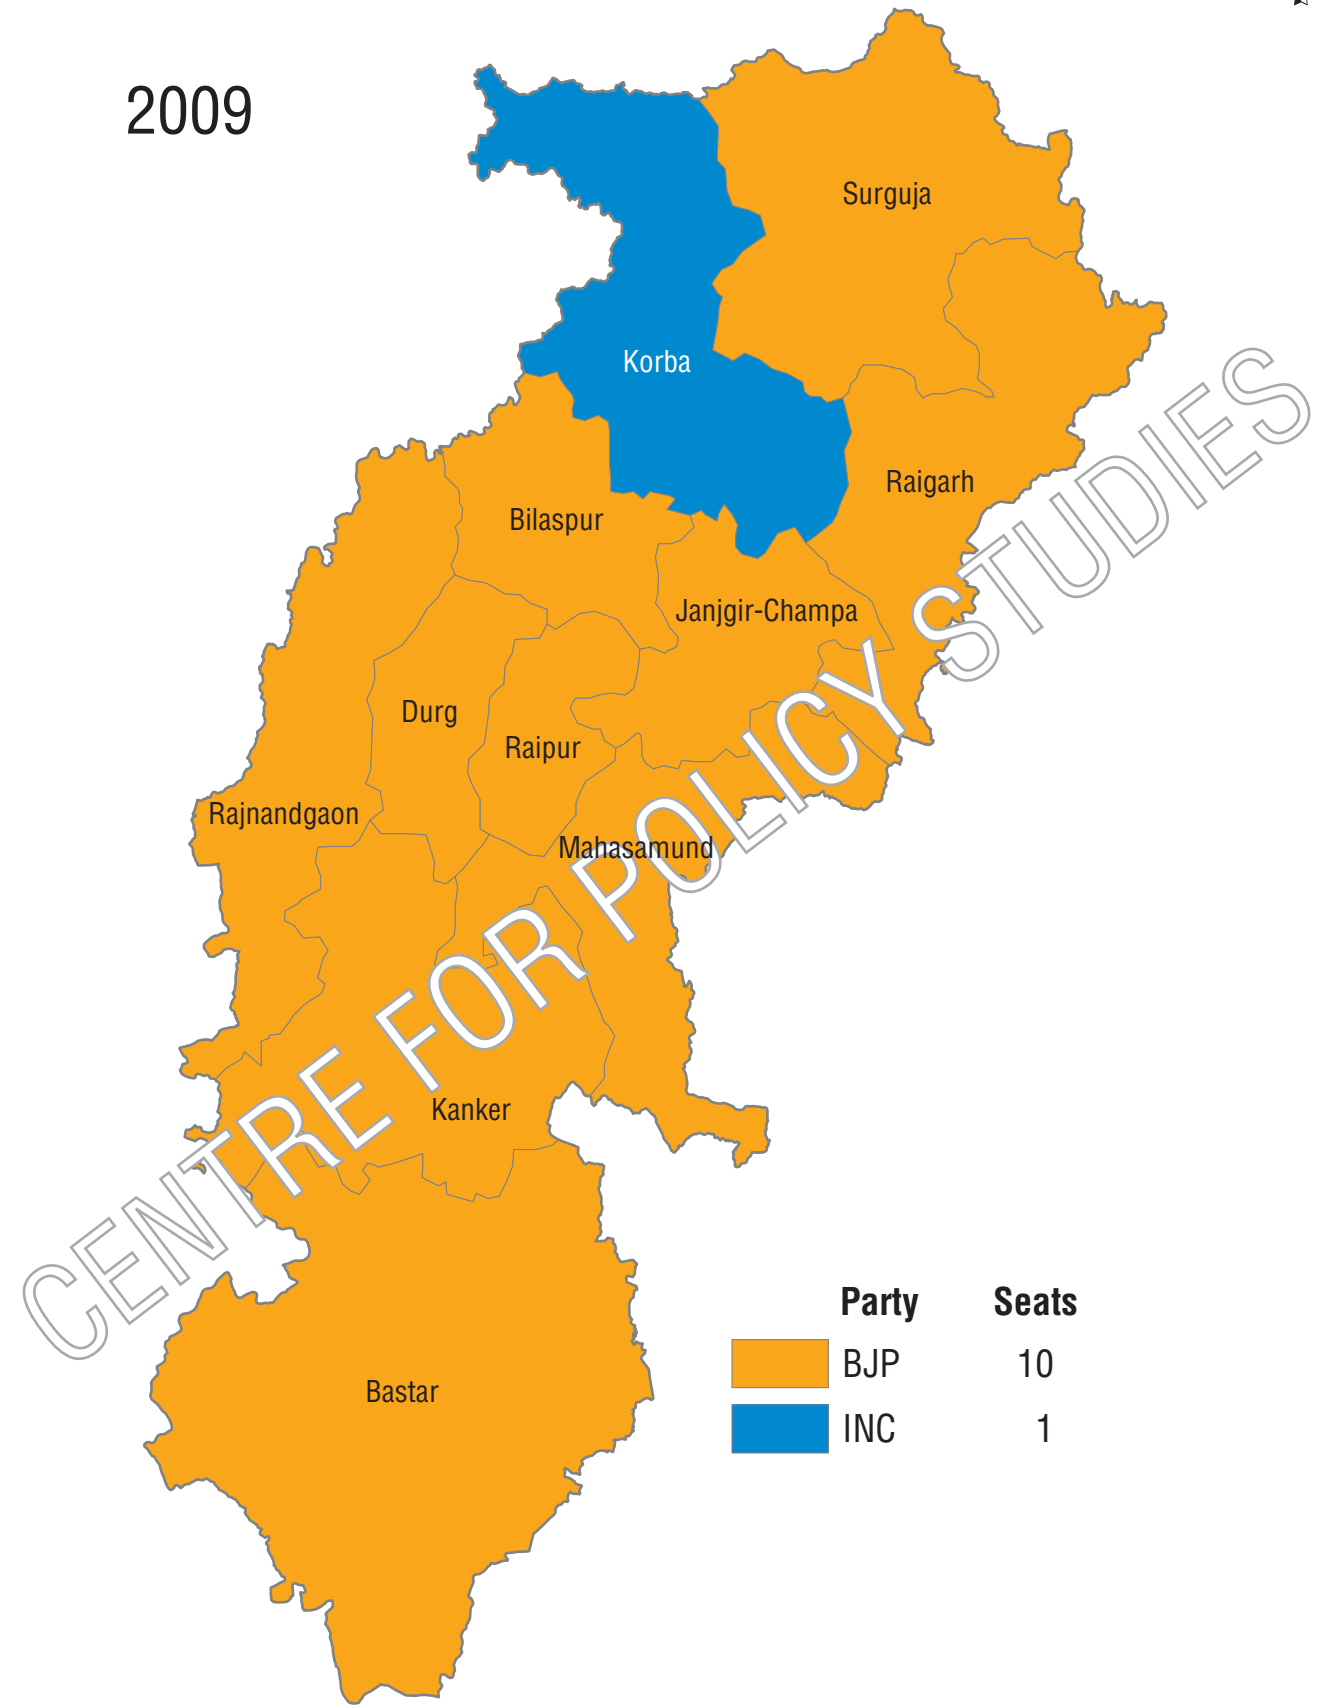 2009
Surguja
Korba
Raigarh
Bilaspur
Janjgir-Champa
Durg
Raipur
Rajnandgaon
Mahasamund
Kanker
Bastar
CENTRE FOR POLICY STUDIES
Party Seats
BJP 10
INC 1